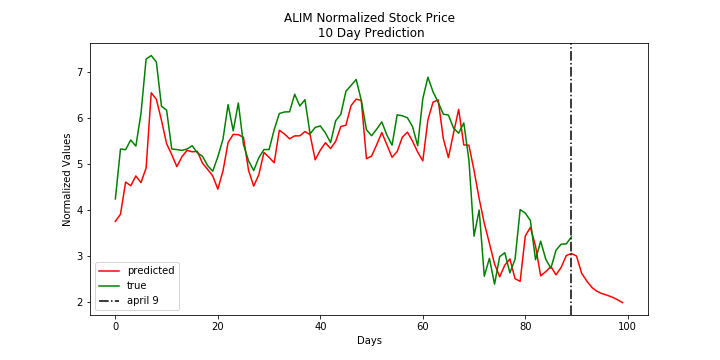 ALIM Normalized Stock Price
10 Day Prediction
Normalized Values
7
6
5
4
3
2
predicted
true
april 9
0
20
40
60
80
100
Days